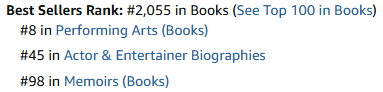 Best Sellers Rank: #2,055 in Books (See Top 100 in Books)
#8 in Performing Arts (Books)
#45 in Actor & Entertainer Biographies
#98 in Memoirs (Books)